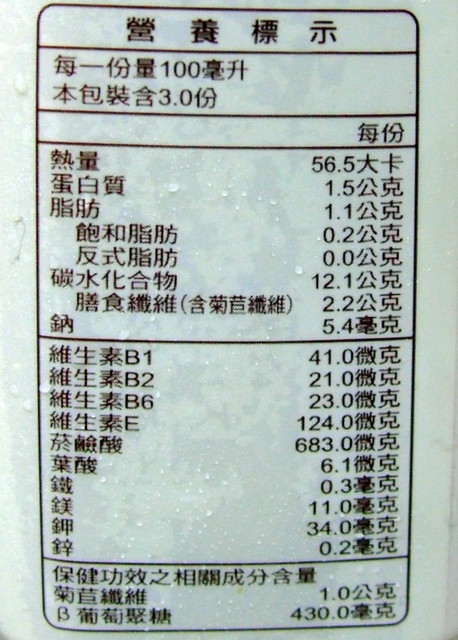 營養標示
每一份量100毫升
本包裝含3.0份
每份
熱量 56.5大卡
蛋白質 1.5公克
脂肪 1.1公克
飽和脂肪 0.2公克
反式脂肪 0.0公克
碳水化合物 12.1公克
膳食纖維(含菊苣纖維) 2.2公克
鈉 5.4毫克
維生素B1 41.0微克
維生素B2 21.0微克
維生素B6 23.0微克
維生素E 124.0微克
菸鹼酸 683.0微克
葉酸 6.1微克
鐵 0.3毫克
鎂 11.0毫克
鉀 34.0毫克
鋅 0.2毫克
保健功效之相關成分含量
菊苣纖維 1.0公克
β葡萄聚糖 430.0毫克